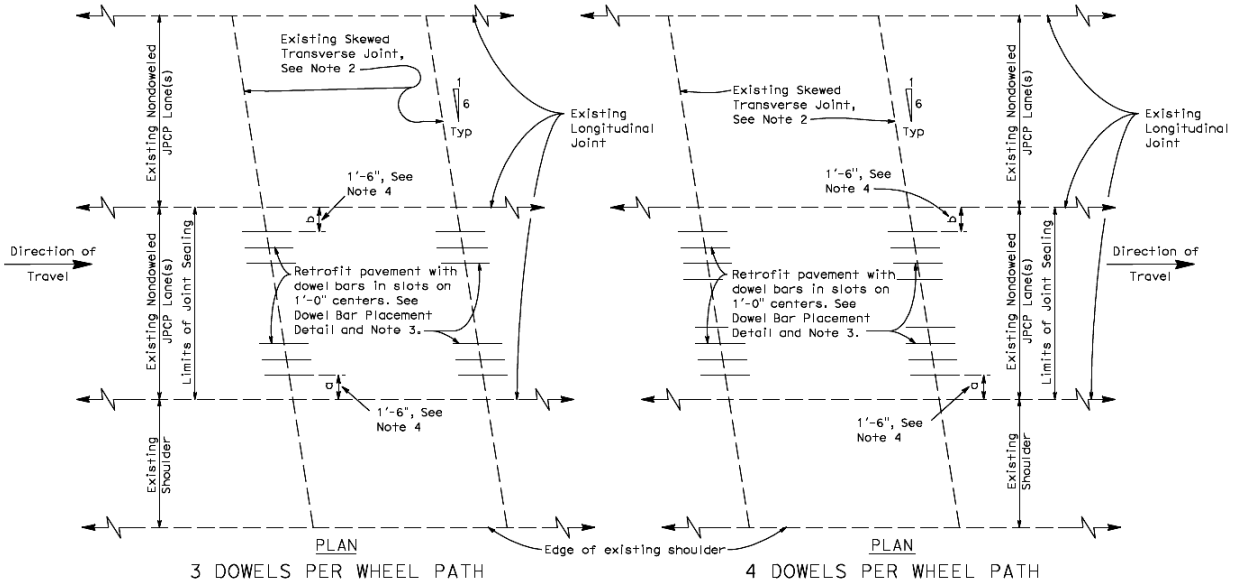 Existing Nondoweled
JPCP Lane(s)
Existing Skewed
Transverse Joint,
See Note 2
1
6
Typ
Existing
Longitudinal
Joint
1'-6", See
Note 4
b
Direction of
Travel
Existing Nondoweled
JPCP Lane(s)
Limits of Joint Sealing
Retrofit pavement with
dowel bars in slots on
1'-0" centers. See
Dowel Bar Placement
Detail and Note 3.
a
1'-6", See
Note 4
Existing
Shoulder
PLAN
3 DOWELS PER WHEEL PATH
Edge of existing shoulder
Existing Skewed
Transverse Joint,
See Note 2
1
6
Typ
Existing Nondoweled
JPCP Lane(s)
Existing
Longitudinal
Joint
1'-6", See
Note 4
b
Retrofit pavement with
dowel bars in slots on
1'-0" centers. See
Dowel Bar Placement
Detail and Note 3.
Existing Nondoweled
JPCP Lane(s)
Limits of Joint Sealing
Direction of
Travel
a
1'-6", See
Note 4
Existing
Shoulder
PLAN
4 DOWELS PER WHEEL PATH